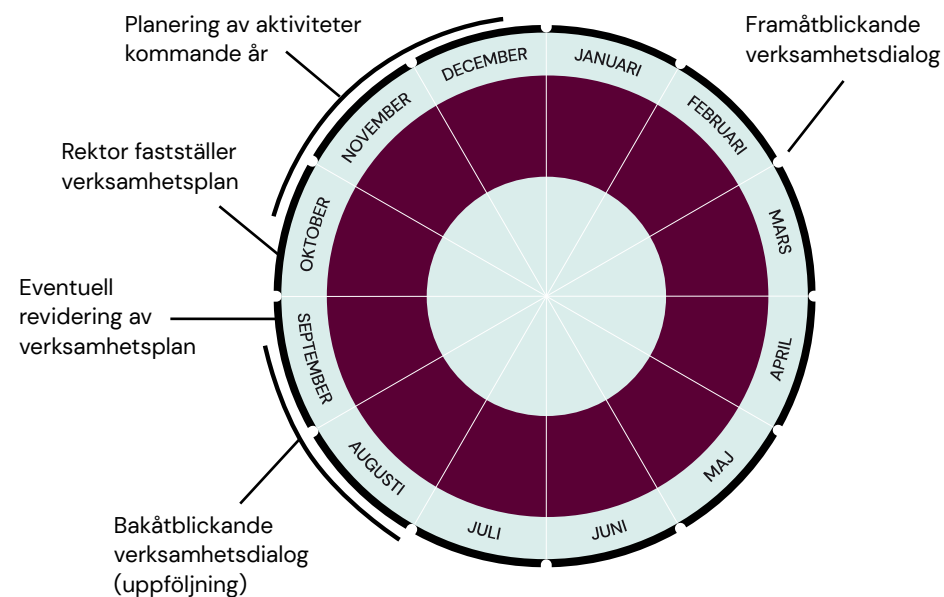 Planering av aktiviteter
kommande år
Framåtblickande
verksamhetsdialog
Rektor fastställer
verksamhetsplan
Eventuell
revidering av
verksamhetsplan
Bakåtblickande
verksamhetsdialog
(uppföljning)
JANUARI
FEBRUARI
MARS
APRIL
MAJ
JUNI
JULI
AUGUSTI
SEPTEMBER
OKTOBER
NOVEMBER
DECEMBER